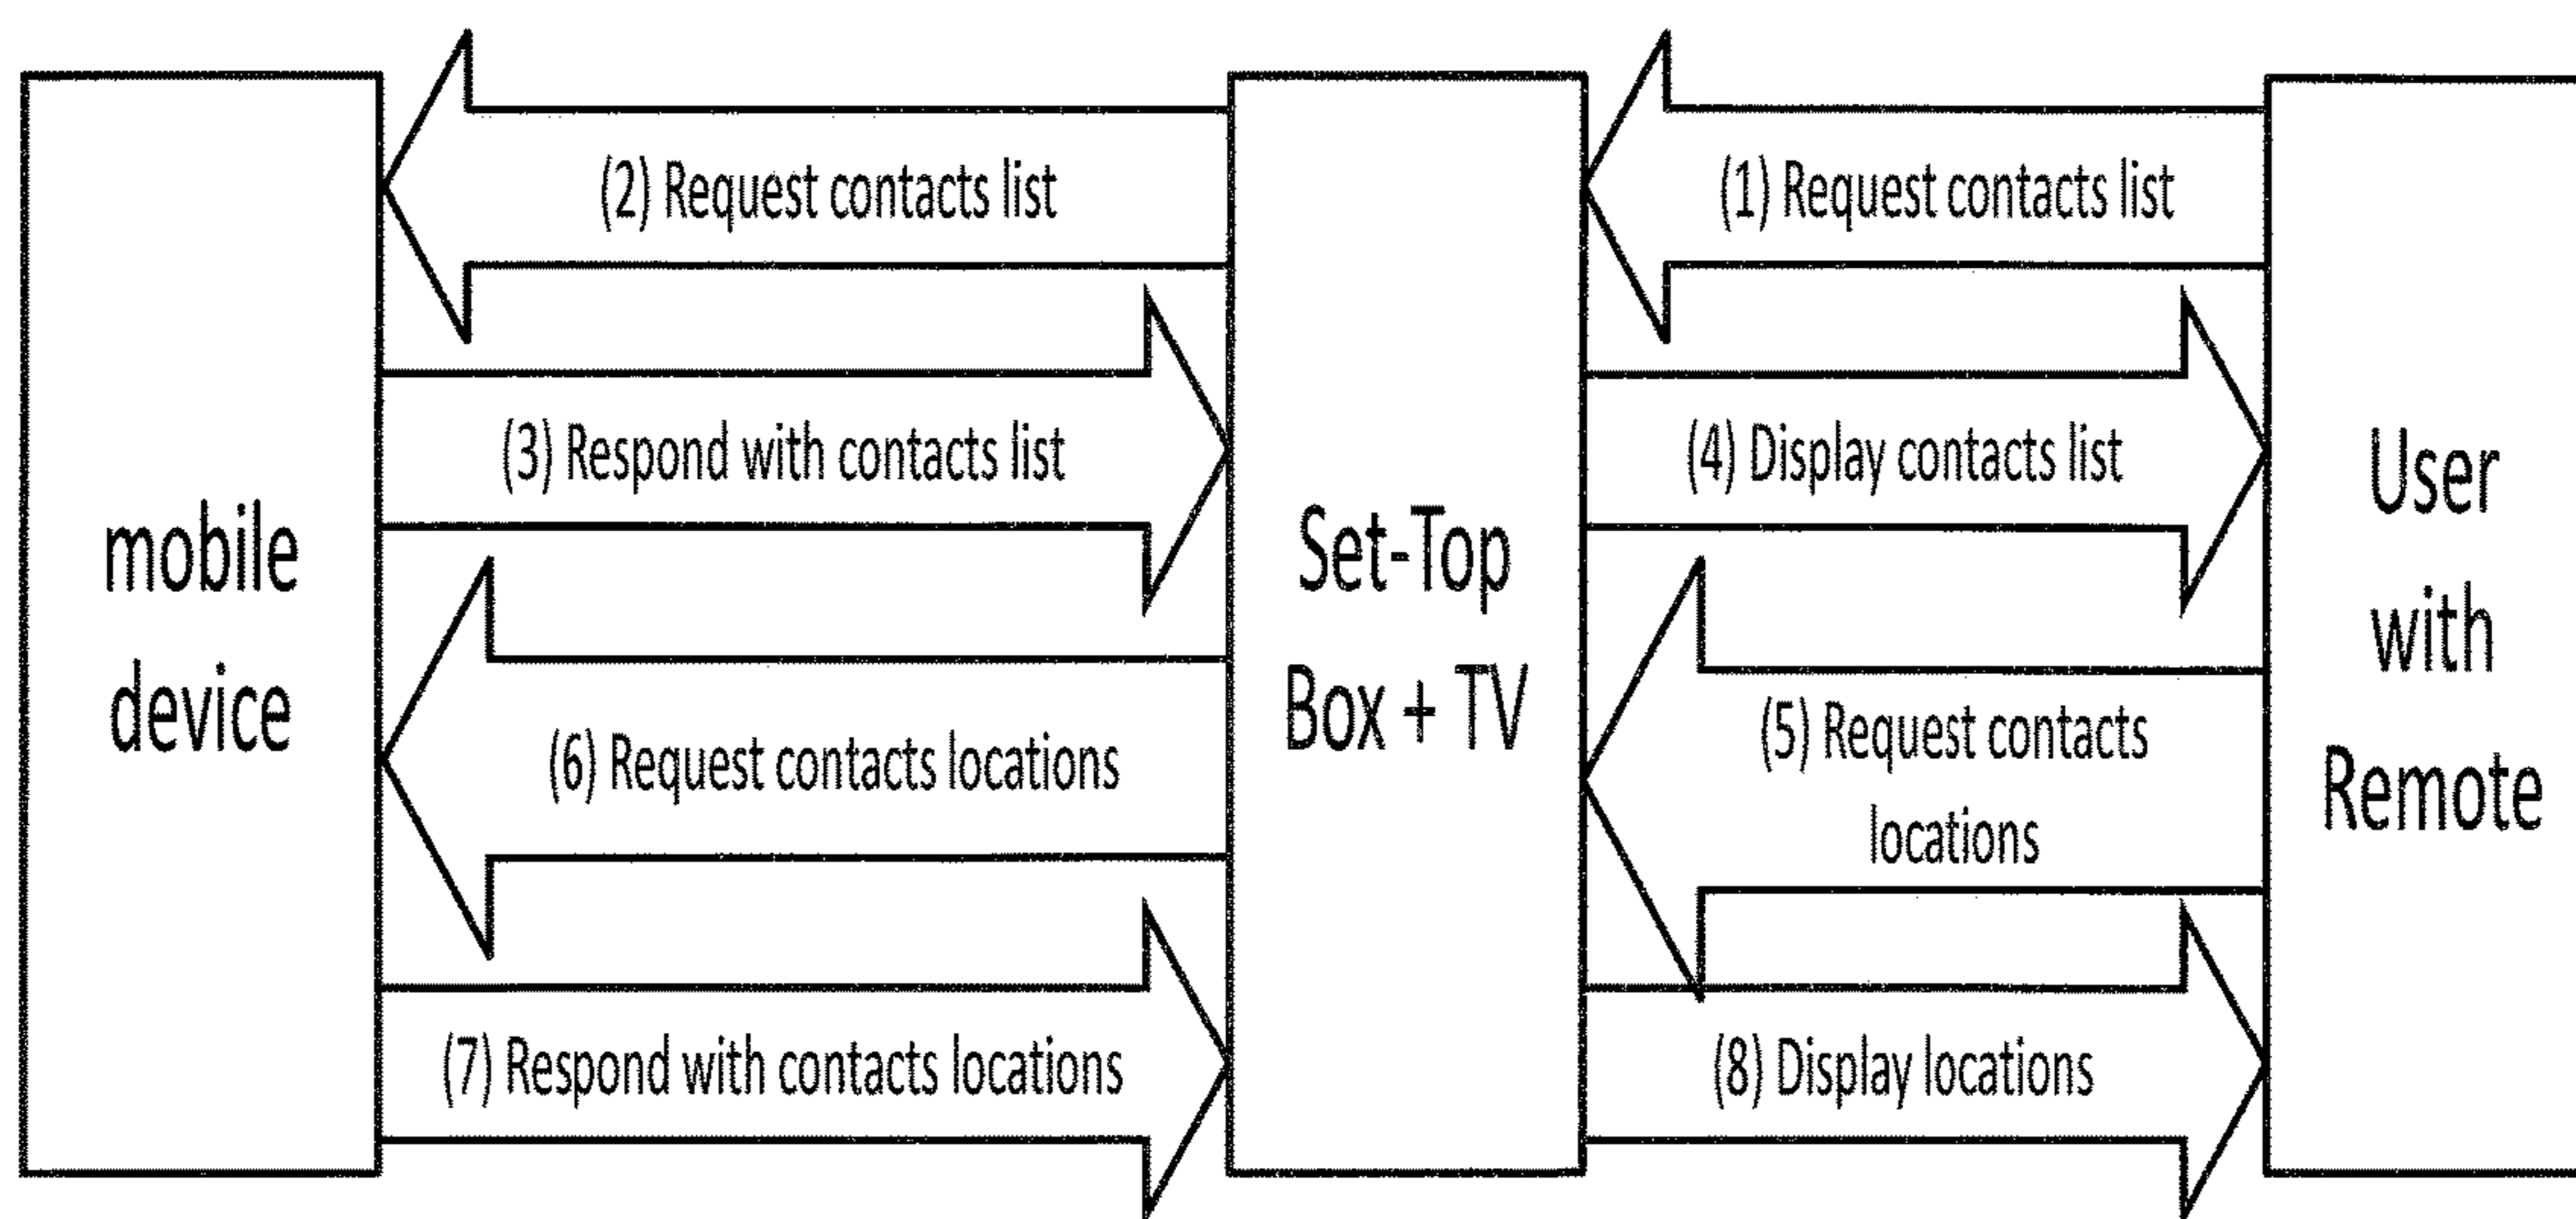 (2) Request contacts list
(1) Request contacts list
(3) Respond with contacts list
(4) Display contacts list
mobile
device
Set-Top
Box + TV
User
with
Remote
(6) Request contacts locations
(5) Request contacts
locations
(7) Respond with contacts locations
(8) Display locations